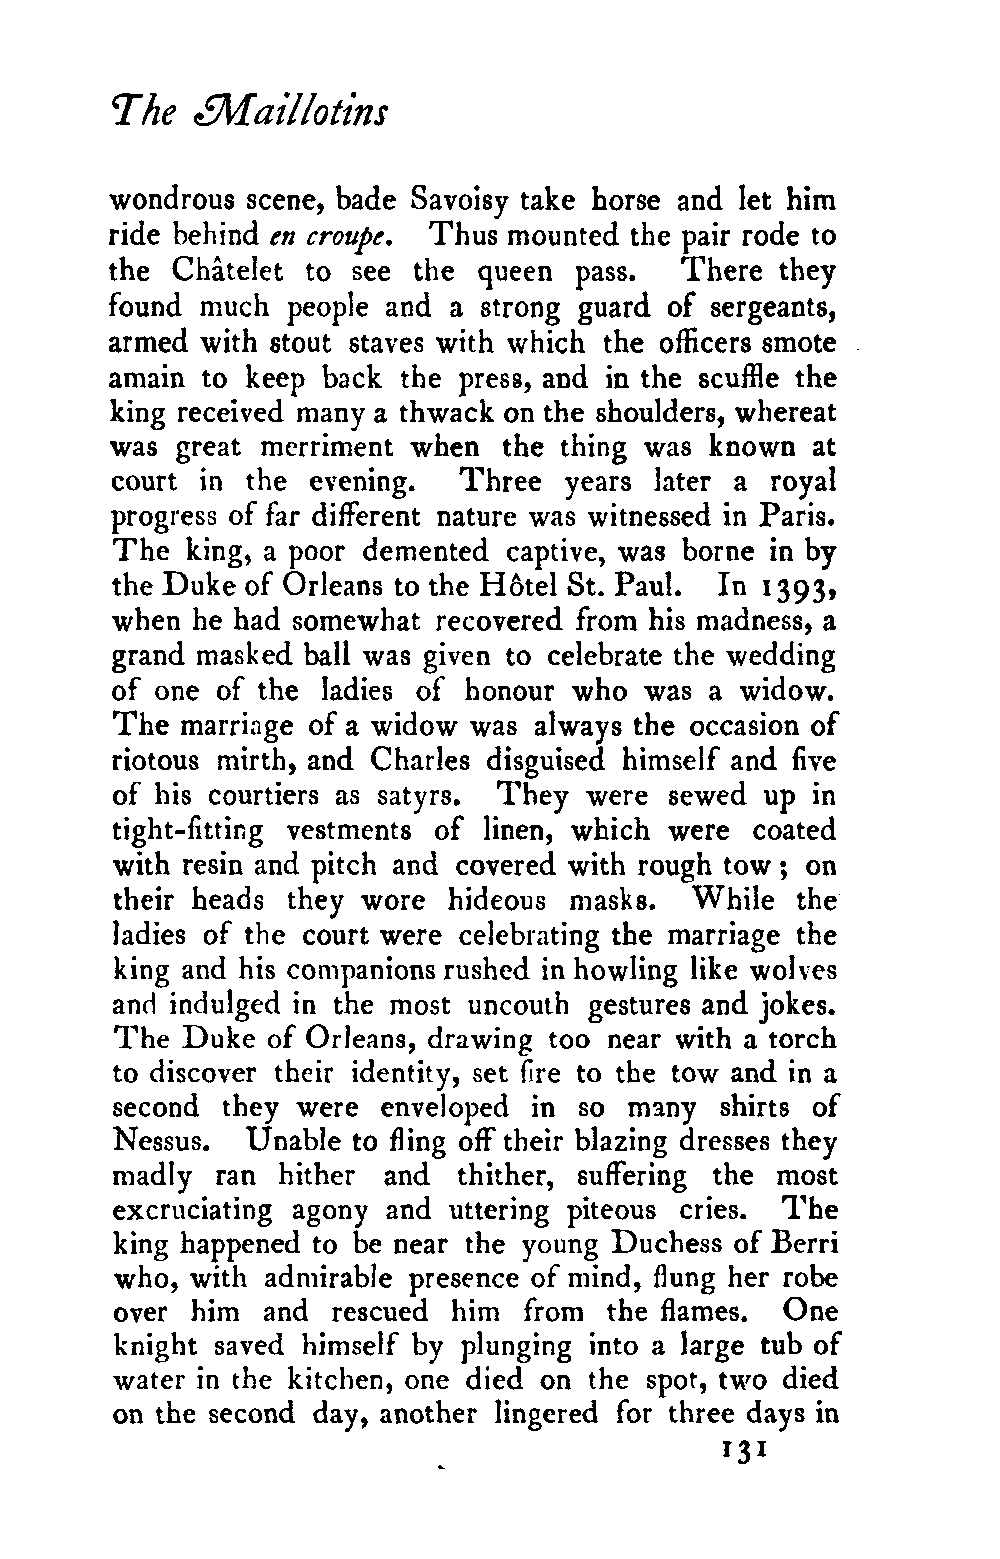 The Maillotins
wondrous scene, bade Savoisy take horse and let him
ride behind en croupe. Thus mounted the pair rode to
the Châtelet to see the queen pass. There they
found much people and a strong guard of sergeants,
armed with stout staves with which the officers smote
amain to keep back the press, and in the scuffle the
king received many a thwack on the shoulders, whereat
was great merriment when the thing was known at
court in the evening. Three years later a royal
progress of far different nature was witnessed in Paris.
The king, a poor demented captive, was borne in by
the Duke of Orleans to the Hôtel St. Paul. In 1393,
when he had somewhat recovered from his madness, a
grand masked ball was given to celebrate the wedding
of one of the ladies of honour who was a widow.
The marriage of a widow was always the occasion of
riotous mirth, and Charles disguised himself and five
of his courtiers as satyrs. They were sewed up in
tight-fitting vestments of linen, which were coated
with resin and pitch and covered with rough tow; on
their heads they wore hideous masks. While the
ladies of the court were celebrating the marriage the
king and his companions rushed in howling like wolves
and indulged in the most uncouth gestures and jokes.
The Duke of Orleans, drawing too near with a torch
to discover their identity, set fire to the tow and in a
second they were enveloped in so many shirts of
Nessus. Unable to fling off their blazing dresses they
madly ran hither and thither, suffering the most
excruciating agony and uttering piteous cries. The
king happened to be near the young Duchess of Berri
who, with admirable presence of mind, flung her robe
over him and rescued him from the flames. One
knight saved himself by plunging into a large tub of
water in the kitchen, one died on the spot, two died
on the second day, another lingered for three days in
131